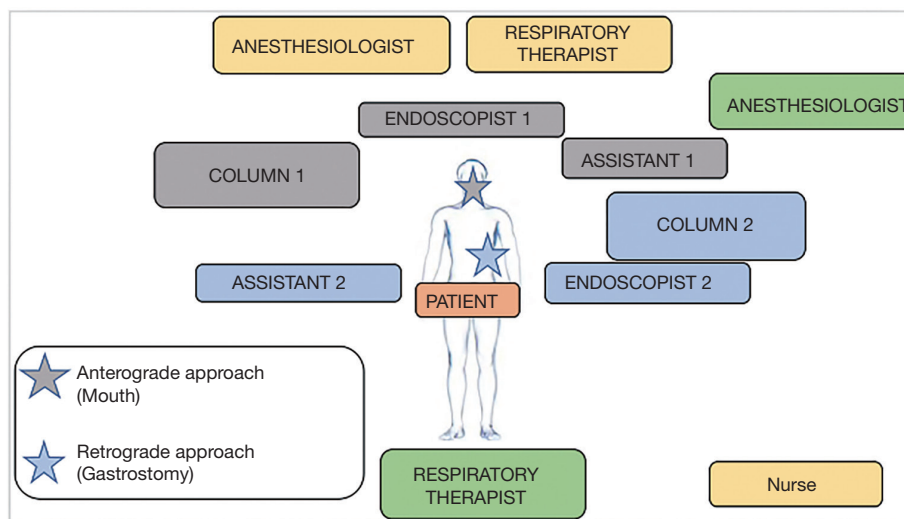 ANESTHESIOLOGIST
RESPIRATORY
THERAPIST
ANESTHESIOLOGIST
ENDOSCOPIST 1
ASSISTANT 1
COLUMN 1
COLUMN 2
ASSISTANT 2
ENDOSCOPIST 2
PATIENT
Anterograde approach
(Mouth)
Retrograde approach
(Gastrostomy)
RESPIRATORY
THERAPIST
Nurse